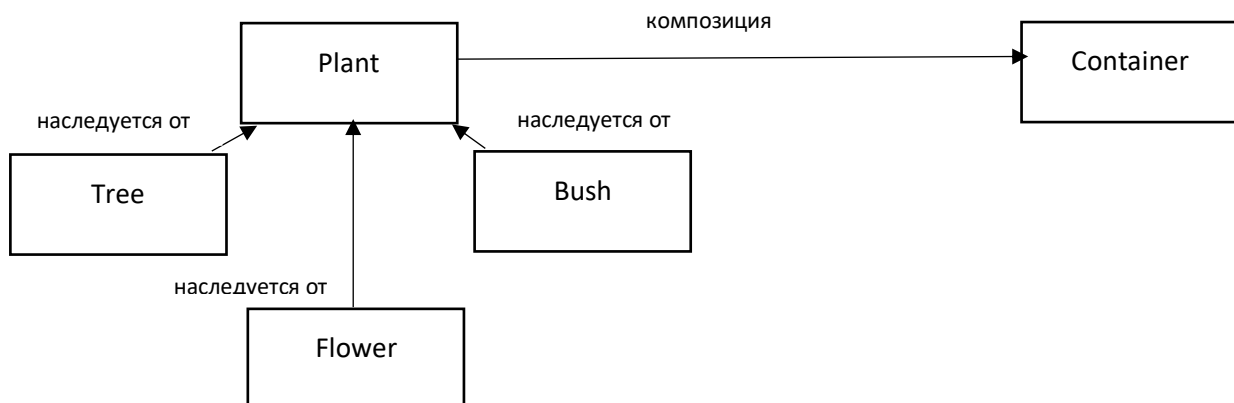 композиция
Plant
Container
наследуется от
наследуется от
Tree
Bush
наследуется от
Flower